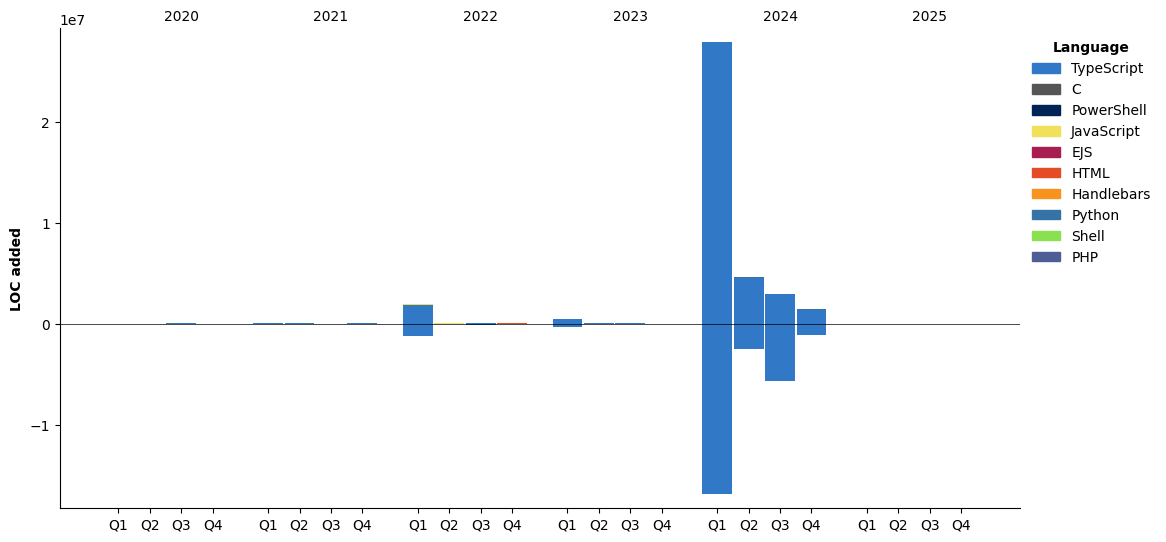 1e7
2020 2021 2022 2023 2024 2025
LOC added
2
1
0
−1
Q1 Q2 Q3 Q4 Q1 Q2 Q3 Q4 Q1 Q2 Q3 Q4 Q1 Q2 Q3 Q4 Q1 Q2 Q3 Q4 Q1 Q2 Q3 Q4
Language
TypeScript
C
PowerShell
JavaScript
EJS
HTML
Handlebars
Python
Shell
PHP